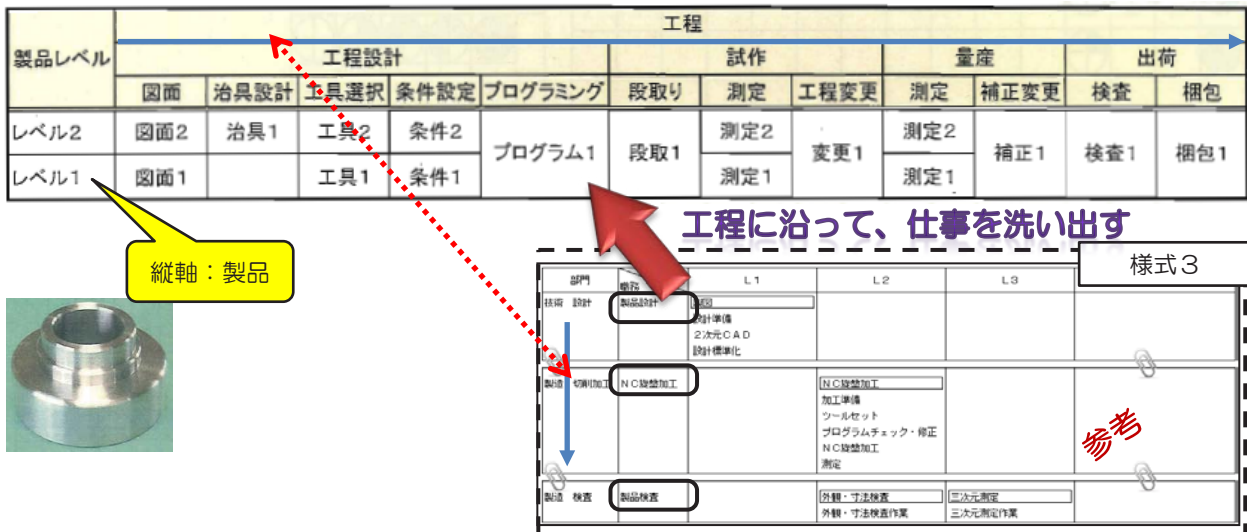 工程
製品レベル
工程設計 試作 量産 出荷
図面 治具設計 工具選択 条件設定 プログラミング 段取り 測定 工程変更 測定 補正変更 検査 梱包
レベル2 図面2 治具1 工具2 条件2 プログラム1 段取1 測定2 変更1 測定2 補正1 検査1 梱包1
レベル1 図面1 工具1 条件1 測定1 測定1
工程に沿って、仕事を洗い出す
縦軸：製品
様式3
部門 職務 L1 L2 L3
技術 設計 製品設計 製図
設計準備
2次元CAD
設計標準化
製造 切削加工 NC旋盤加工 NC旋盤加工
加工準備
ツールセット
プログラムチェック・修正
NC旋盤加工
測定
参考
製造 検査 製品検査 外観・寸法検査 三次元測定
外観・寸法検査作業 三次元測定作業